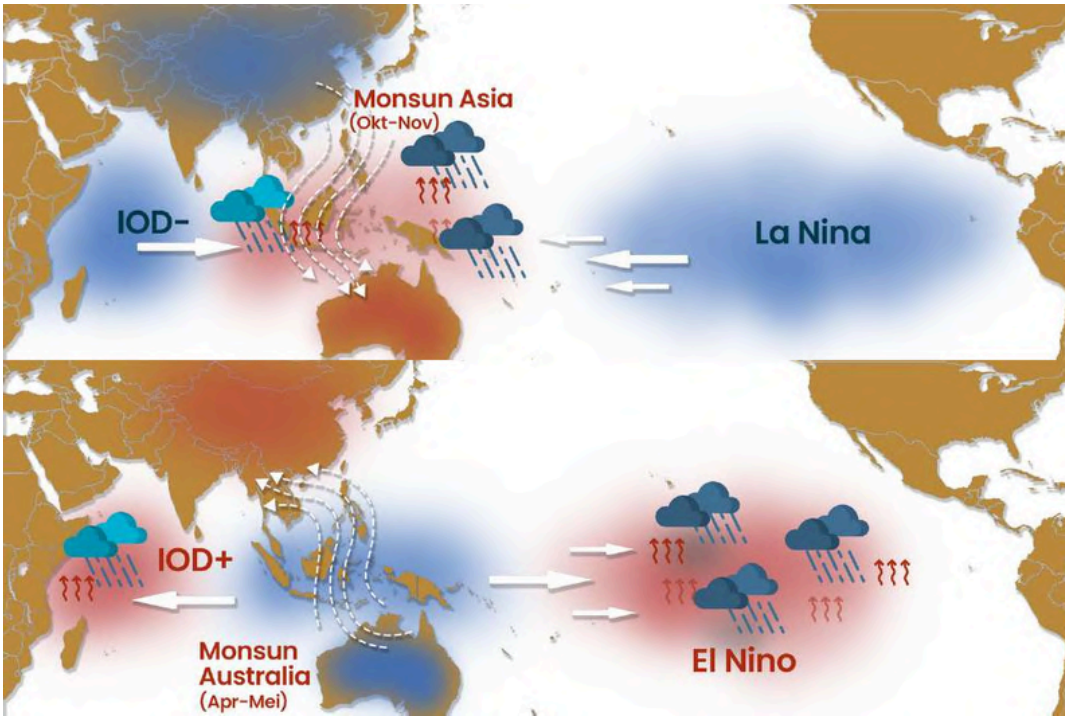 Monsun Asia
(Okt-Nov)
IOD-
La Nina
IOD+
Monsun
Australia
(Apr-Mei)
El Nino